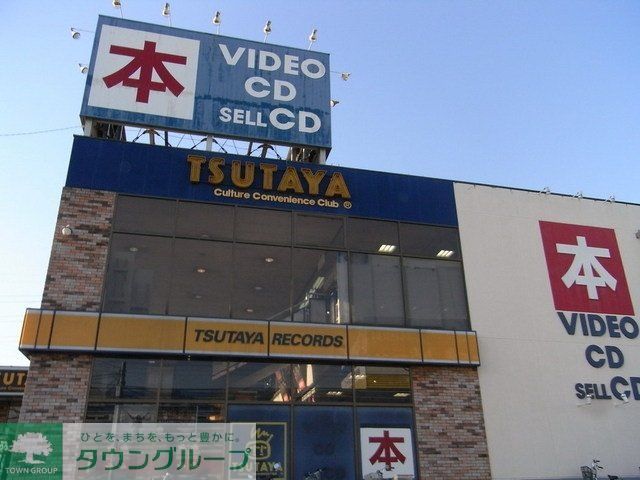 本
VIDEO
CD
SELL CD
TSUTAYA
Culture Convenience Club ®
本
VIDEO
CD
SELL CD
TSUTAYA RECORDS
UT
本
TSUTAYA
TOWN GROUP
ひとを、まちを、もっと豊かに。
タウングループ